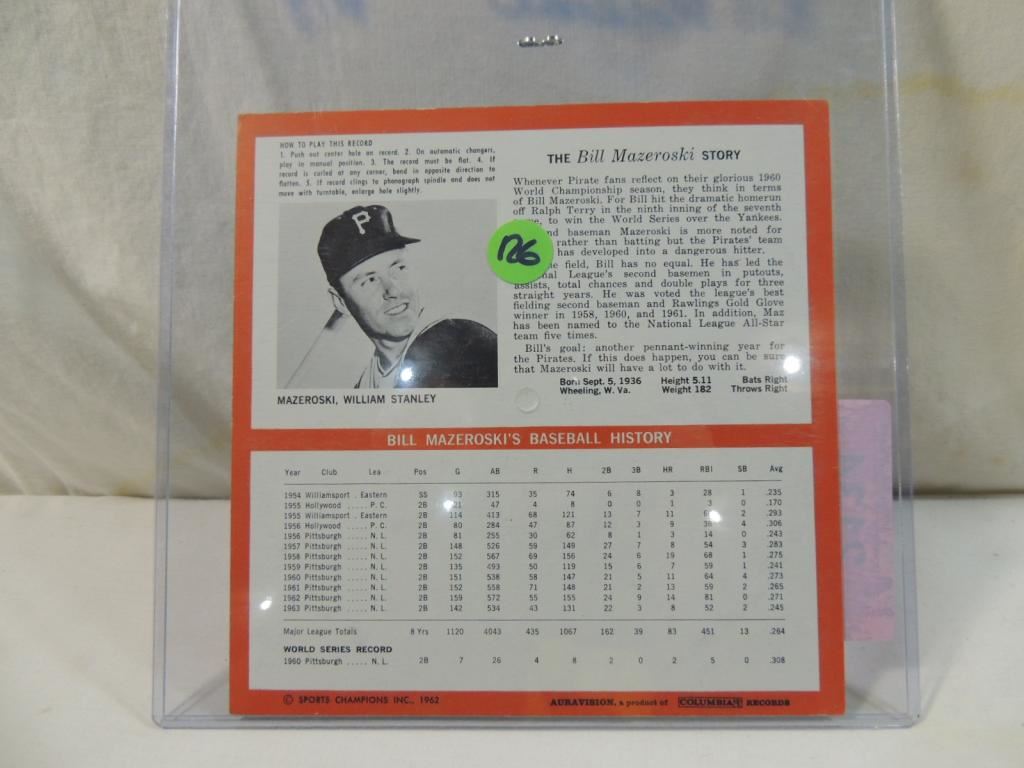 HOW TO PLAY THIS RECORD
1. Push out center hole on record. 2. On automatic changers,
play in manual position. 3. The record must be flat. 4. If
record is curled at any corner, bend in opposite direction to
flatten. 5. If record clings to phonograph spindle and does not
move with turntable, enlarge hole slightly.
P
MAZEROSKI, WILLIAM STANLEY
THE Bill Mazeroski STORY
Whenever Pirate fans reflect on their glorious 1960
World Championship season, they think in terms
of Bill Mazeroski. For Bill hit the dramatic homerun
off Ralph Terry in the ninth inning of the seventh
to win the World Series over the Yankees.
baseman Mazeroski is more noted for
rather than batting but the Pirates' team
has developed into a dangerous hitter.
field, Bill has no equal. He has led the
League's second basemen in putouts,
assists, total chances and double plays for three
straight years. He was voted the league's best
fielding second baseman and Rawlings Gold Glove
winner in 1958, 1960, and 1961. In addition, Maz
has been named to the National League All-Star
team five times.
Bill's goal: another pennant-winning year for
the Pirates. If this does happen, you can be sure
that Mazeroski will have a lot to do with it.
Born Sept. 5, 1936 Height 5.11 Bats Right
Wheeling, W. Va. Weight 182 Throws Right
126
BILL MAZEROSKI'S BASEBALL HISTORY
Year Club Lea Pos G AB R H 2B 3B HR RBI SB Avg
1954 Williamsport . Eastern SS 93 315 35 74 6 8 3 28 1 .235
1955 Hollywood ..... P. C. 2B 21 47 4 8 0 0 1 3 0 .170
1955 Williamsport . Eastern 2B 114 413 68 121 13 7 11 2 .293
1956 Hollywood ..... P. C. 2B 80 284 47 87 12 3 9 36 4 .306
1956 Pittsburgh ..... N. L. 2B 81 255 30 62 8 1 3 14 0 .243
1957 Pittsburgh ..... N. L. 2B 148 526 59 149 27 7 8 54 3 .283
1958 Pittsburgh ..... N. L. 2B 152 567 69 156 24 6 19 68 1 .275
1959 Pittsburgh ..... N. L. 2B 135 493 50 119 15 6 7 59 1 .241
1960 Pittsburgh ..... N. L. 2B 151 538 58 147 21 5 11 64 4 .273
1961 Pittsburgh ..... N. L. 2B 152 558 71 148 21 2 13 59 2 .265
1962 Pittsburgh ..... N. L. 2B 159 572 55 155 24 9 14 81 0 .271
1963 Pittsburgh ..... N. L. 2B 142 534 43 131 22 3 8 52 2 .245
Major League Totals 8 Yrs 1120 4043 435 1067 162 39 83 451 13 .264
WORLD SERIES RECORD
1960 Pittsburgh ..... N. L. 2B 7 26 4 8 2 0 2 5 0 .308
© SPORTS CHAMPIONS INC., 1962 AURAVISION, a product of COLUMBIA RECORDS